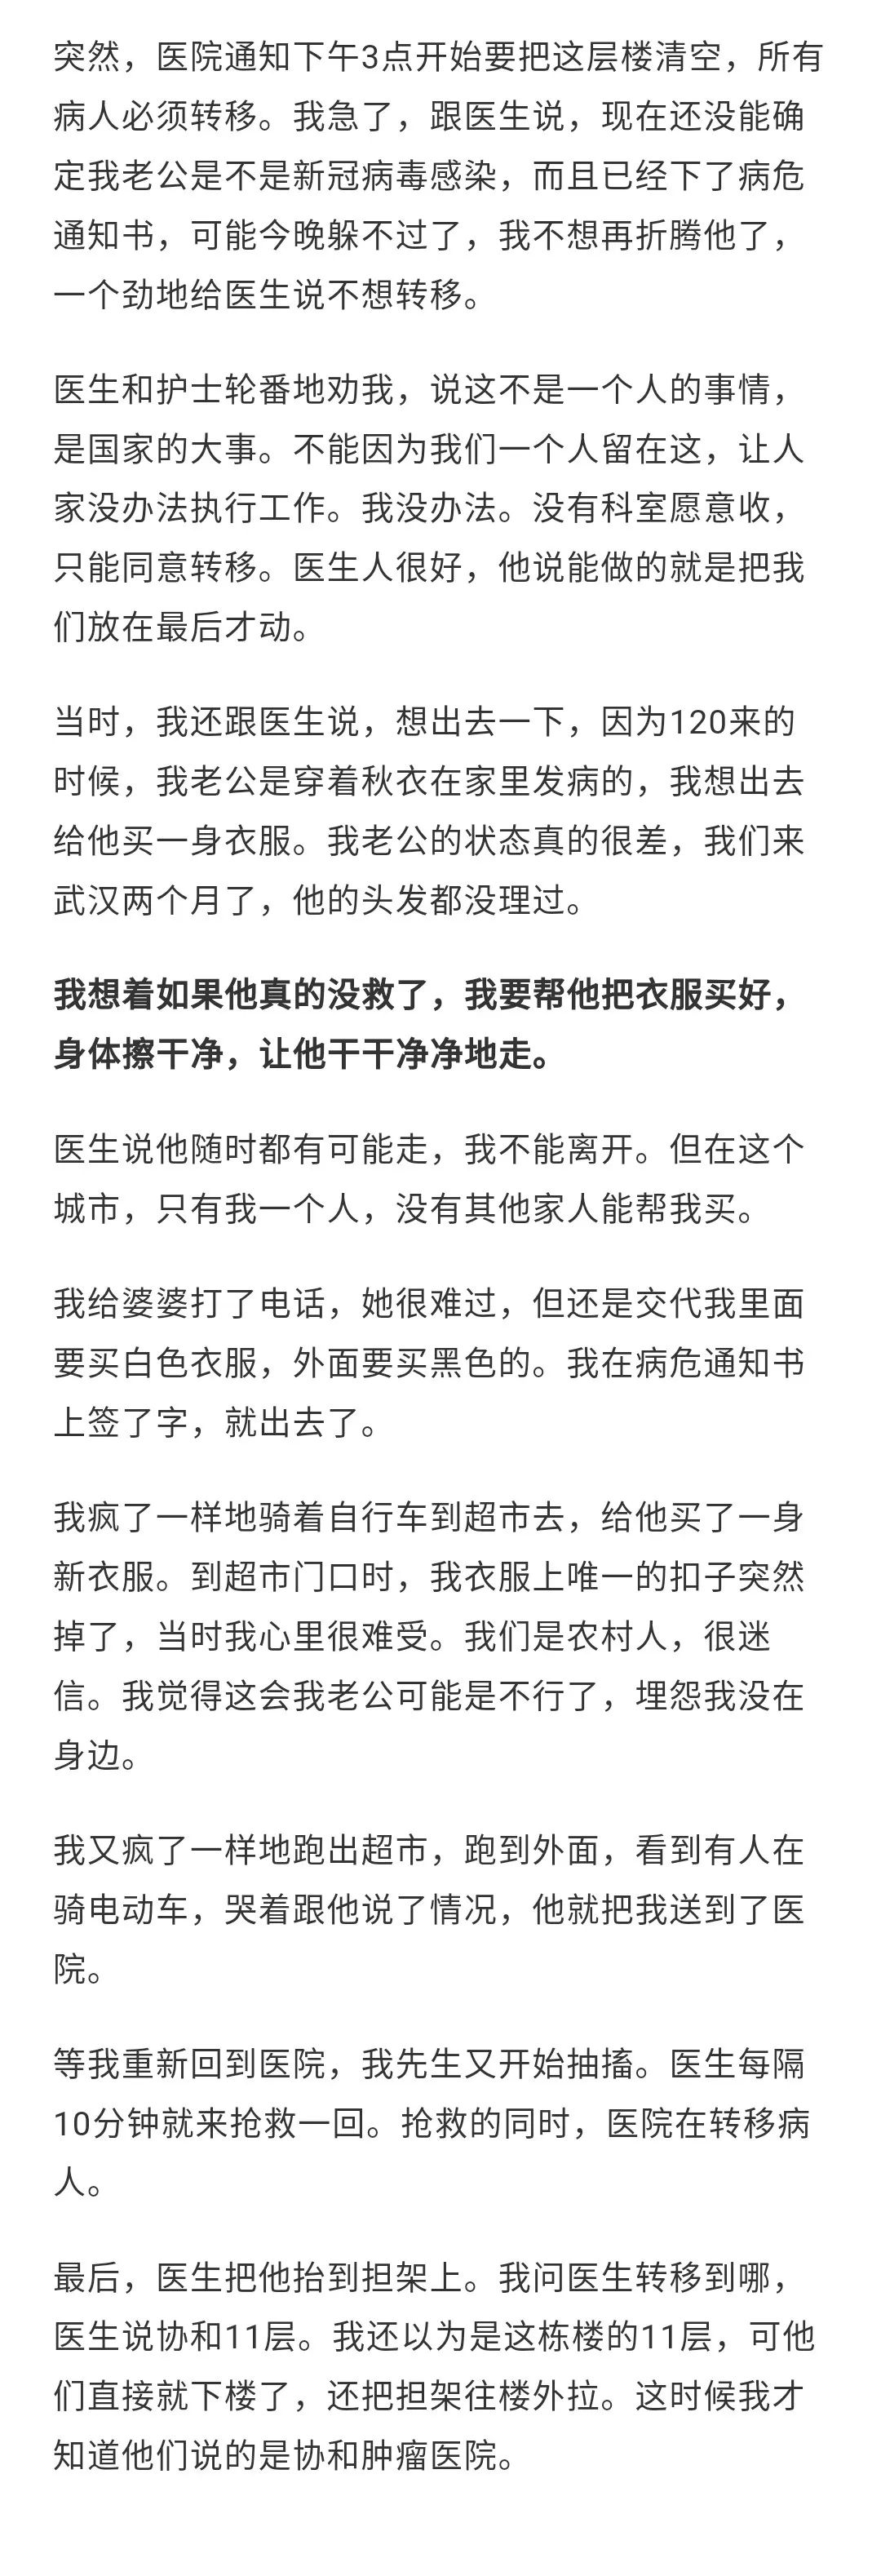 突然，医院通知下午3点开始要把这层楼清空，所有
病人必须转移。我急了，跟医生说，现在还没能确
定我老公是不是新冠病毒感染，而且已经下了病危
通知书，可能今晚躲不过了，我不想再折腾他了，
一个劲地给医生说不想转移。
医生和护士轮番地劝我，说这不是一个人的事情，
是国家的大事。不能因为我们一个人留在这，让人
家没办法执行工作。我没办法。没有科室愿意收，
只能同意转移。医生人很好，他说能做的就是把我
们放在最后才动。
当时，我还跟医生说，想出去一下，因为120来的
时候，我老公是穿着秋衣在家里发病的，我想出去
给他买一身衣服。我老公的状态真的很差，我们来
武汉两个月了，他的头发都没理过。
我想着如果他真的没救了，我要帮他把衣服买好，
身体擦干净，让他干干净净地走。
医生说他随时都有可能走，我不能离开。但在这个
城市，只有我一个人，没有其他家人能帮我买。
我给婆婆打了电话，她很难过，但还是交代我里面
要买白色衣服，外面要买黑色的。我在病危通知书
上签了字，就出去了。
我疯了一样地骑着自行车到超市去，给他买了一身
新衣服。到超市门口时，我衣服上唯一的扣子突然
掉了，当时我心里很难受。我们是农村人，很迷
信。我觉得这会我老公可能是不行了，埋怨我没在
身边。
我又疯了一样地跑出超市，跑到外面，看到有人在
骑电动车，哭着跟他说了情况，他就把我送到了医
院。
等我重新回到医院，我先生又开始抽搐。医生每隔
10分钟就来抢救一回。抢救的同时，医院在转移病
人。
最后，医生把他抬到担架上。我问医生转移到哪，
医生说协和11层。我还以为是这栋楼的11层，可他
们直接就下楼了，还把担架往楼外拉。这时候我才
知道他们说的是协和肿瘤医院。